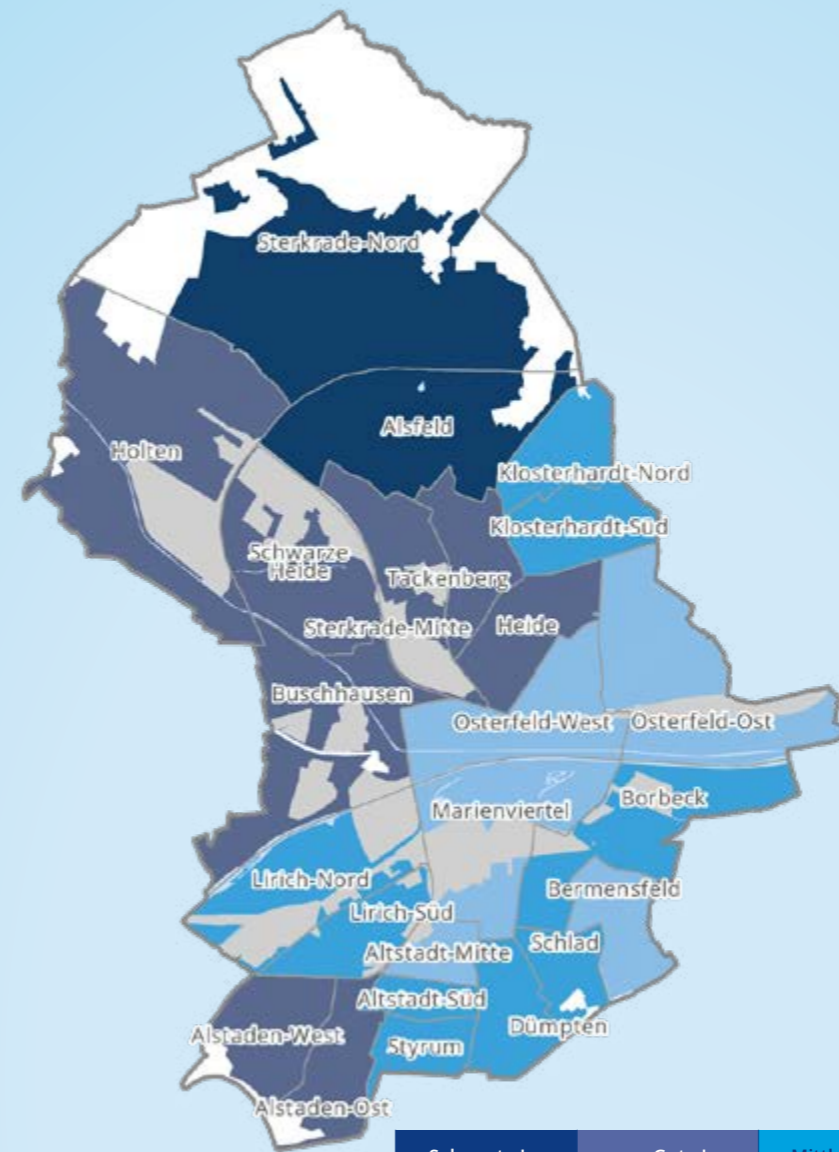 Sterkrade-Nord
Alsfeld
Holten
Klosterhardt-Nord
Klosterhardt-Süd
Schwarze
Heide
Tackenberg
Sterkrade-Mitte
Heide
Buschhausen
Osterfeld-West
Osterfeld-Ost
Borbeck
Marienviertel
Lirich-Nord
Bermensfeld
Lirich-Süd
Schlad
Altstadt-Mitte
Altstadt-Süd
Dümpten
Alstaden-West
Styrum
Alstaden-Ost